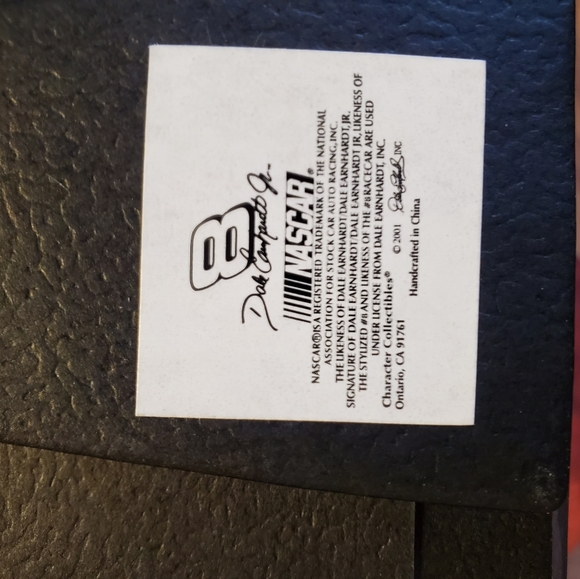 8
Dale Earnhardt Jr.
NASCAR®
NASCAR® IS A REGISTERED TRADEMARK OF THE NATIONAL
ASSOCIATION FOR STOCK CAR AUTO RACING, INC.
THE LIKENESS OF DALE EARNHARDT/DALE EARNHARDT, JR.
SIGNATURE OF DALE EARNHARDT/DALE EARNHARDT JR, LIKENESS OF
THE STYLIZED #8 AND LIKENESS OF THE #8 RACECAR ARE USED
UNDER LICENSE FROM DALE EARNHARDT, INC.
Character Collectibles® © 2001 Dale Earnhardt INC
Ontario, CA 91761 Handcrafted in China